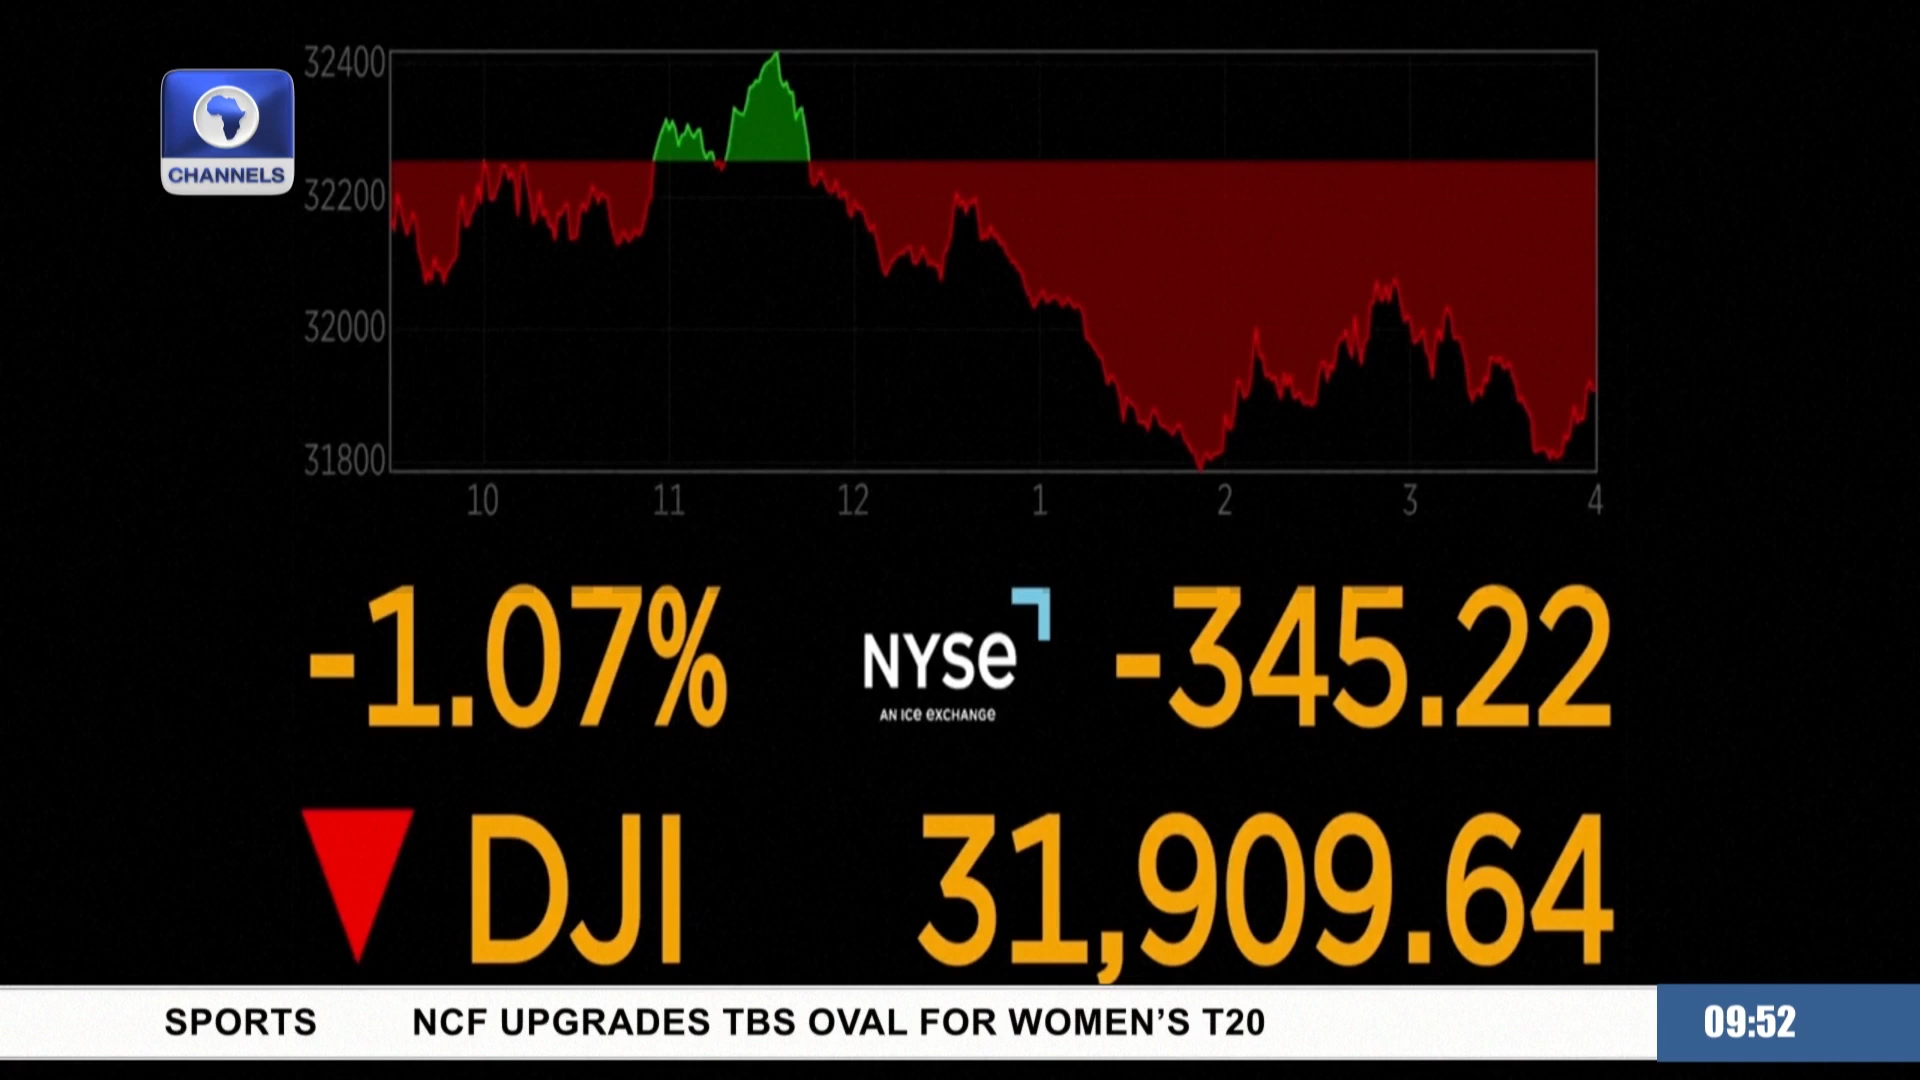 32400
CHANNELS
32200
32000
31800
10 11 12 1 2 3 4
-1.07% NYSE -345.22
AN ICE EXCHANGE
DJI 31,909.64
SPORTS NCF UPGRADES TBS OVAL FOR WOMEN’S T20 09:52